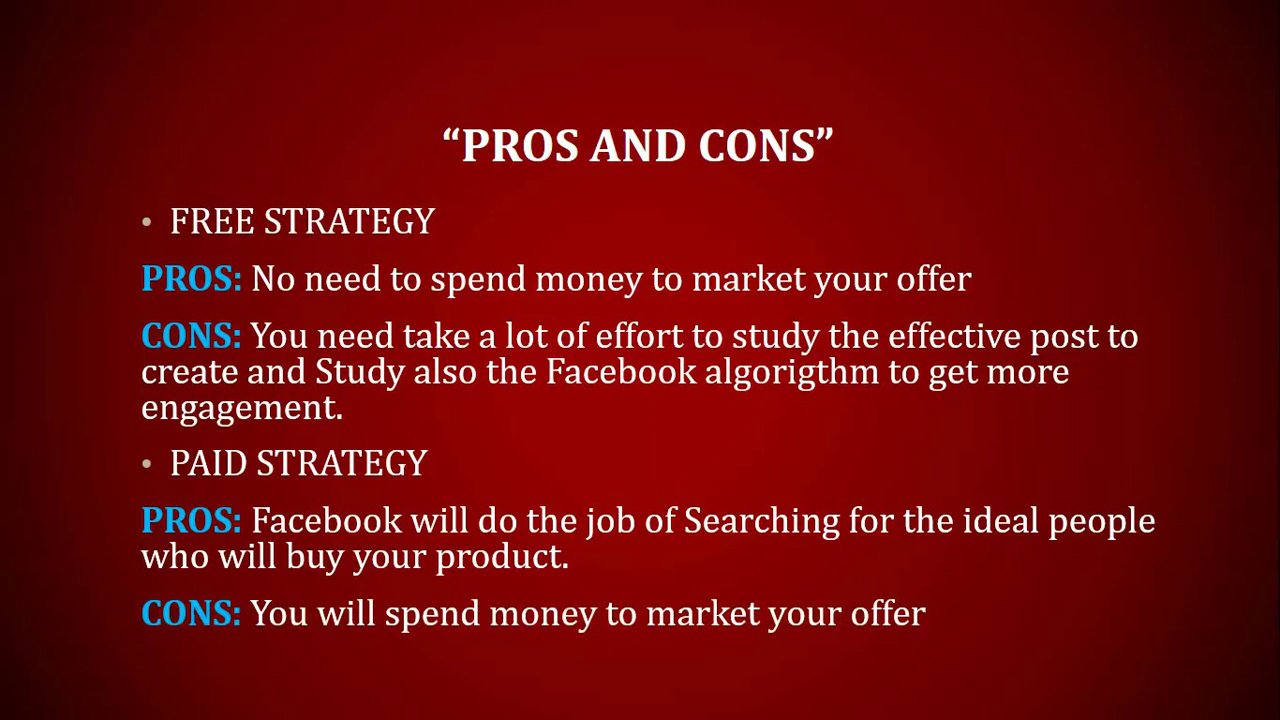 “PROS AND CONS”
• FREE STRATEGY
PROS: No need to spend money to market your offer
CONS: You need take a lot of effort to study the effective post to
create and Study also the Facebook algorigthm to get more
engagement.
• PAID STRATEGY
PROS: Facebook will do the job of Searching for the ideal people
who will buy your product.
CONS: You will spend money to market your offer